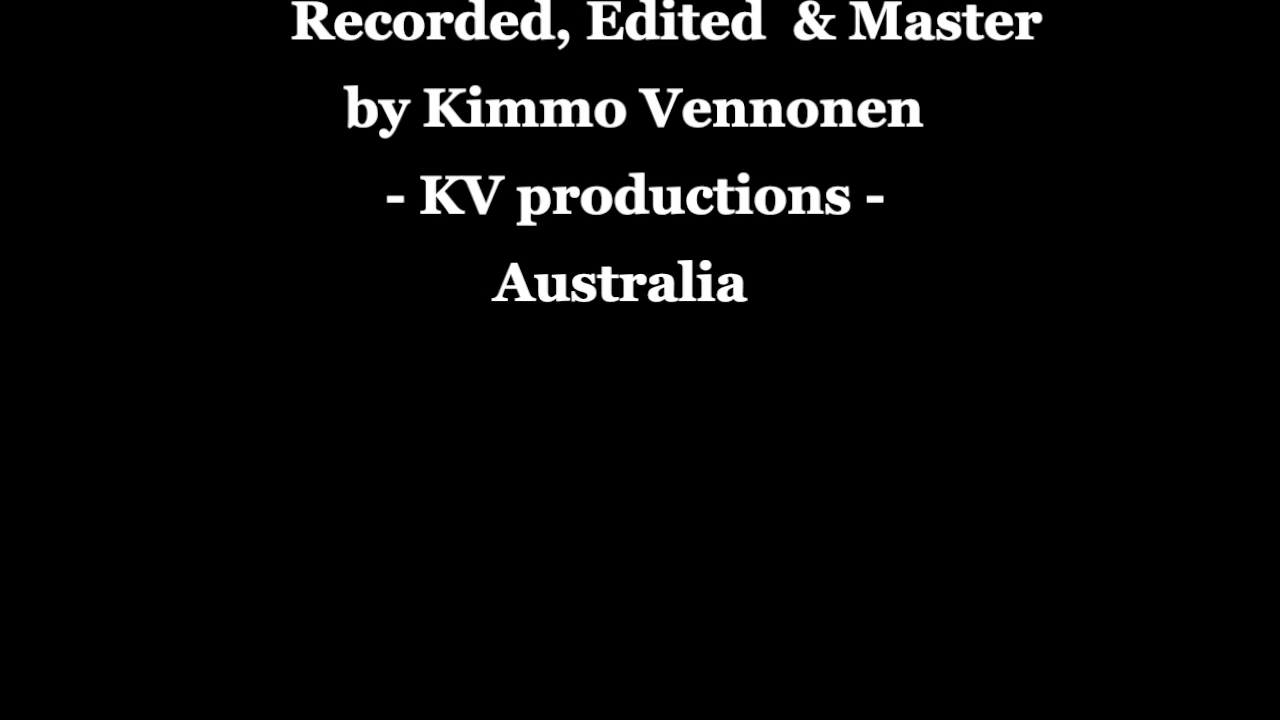 Recorded, Edited & Master
by Kimmo Vennonen
- KV productions -
Australia